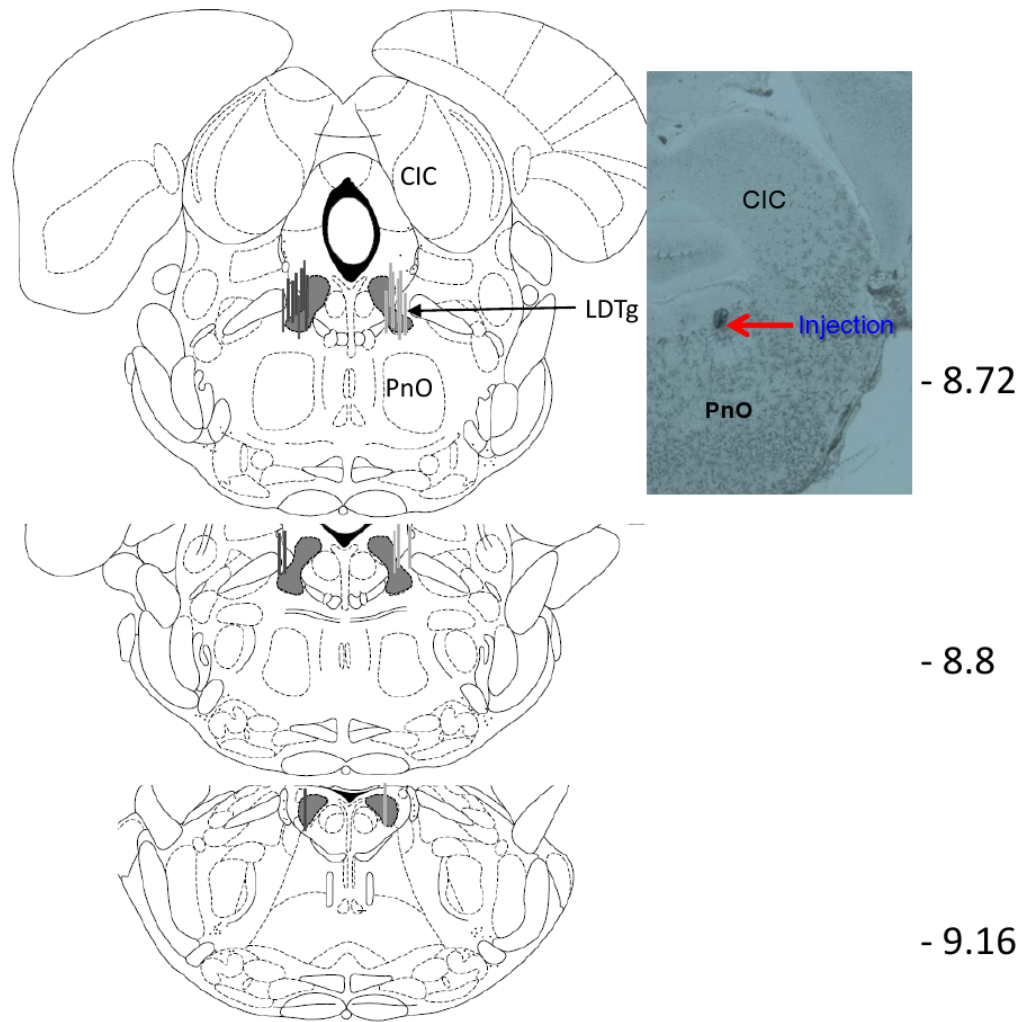 CIC
CIC
LDTg
Injection
- 8.72
PnO
PnO
- 8.8
- 9.16